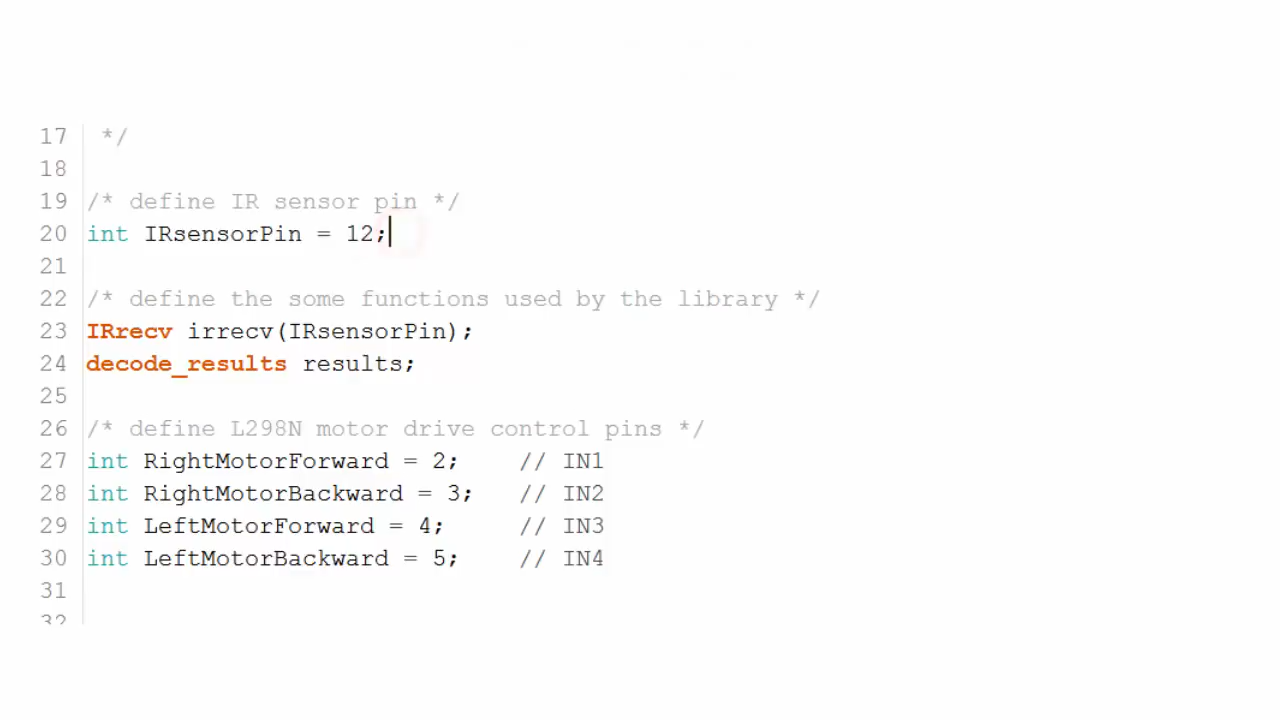 17 */
18
19 /* define IR sensor pin */
20 int IRsensorPin = 12;
21
22 /* define the some functions used by the library */
23 IRrecv irrecv(IRsensorPin);
24 decode_results results;
25
26 /* define L298N motor drive control pins */
27 int RightMotorForward = 2;    // IN1
28 int RightMotorBackward = 3;   // IN2
29 int LeftMotorForward = 4;     // IN3
30 int LeftMotorBackward = 5;    // IN4
31
32